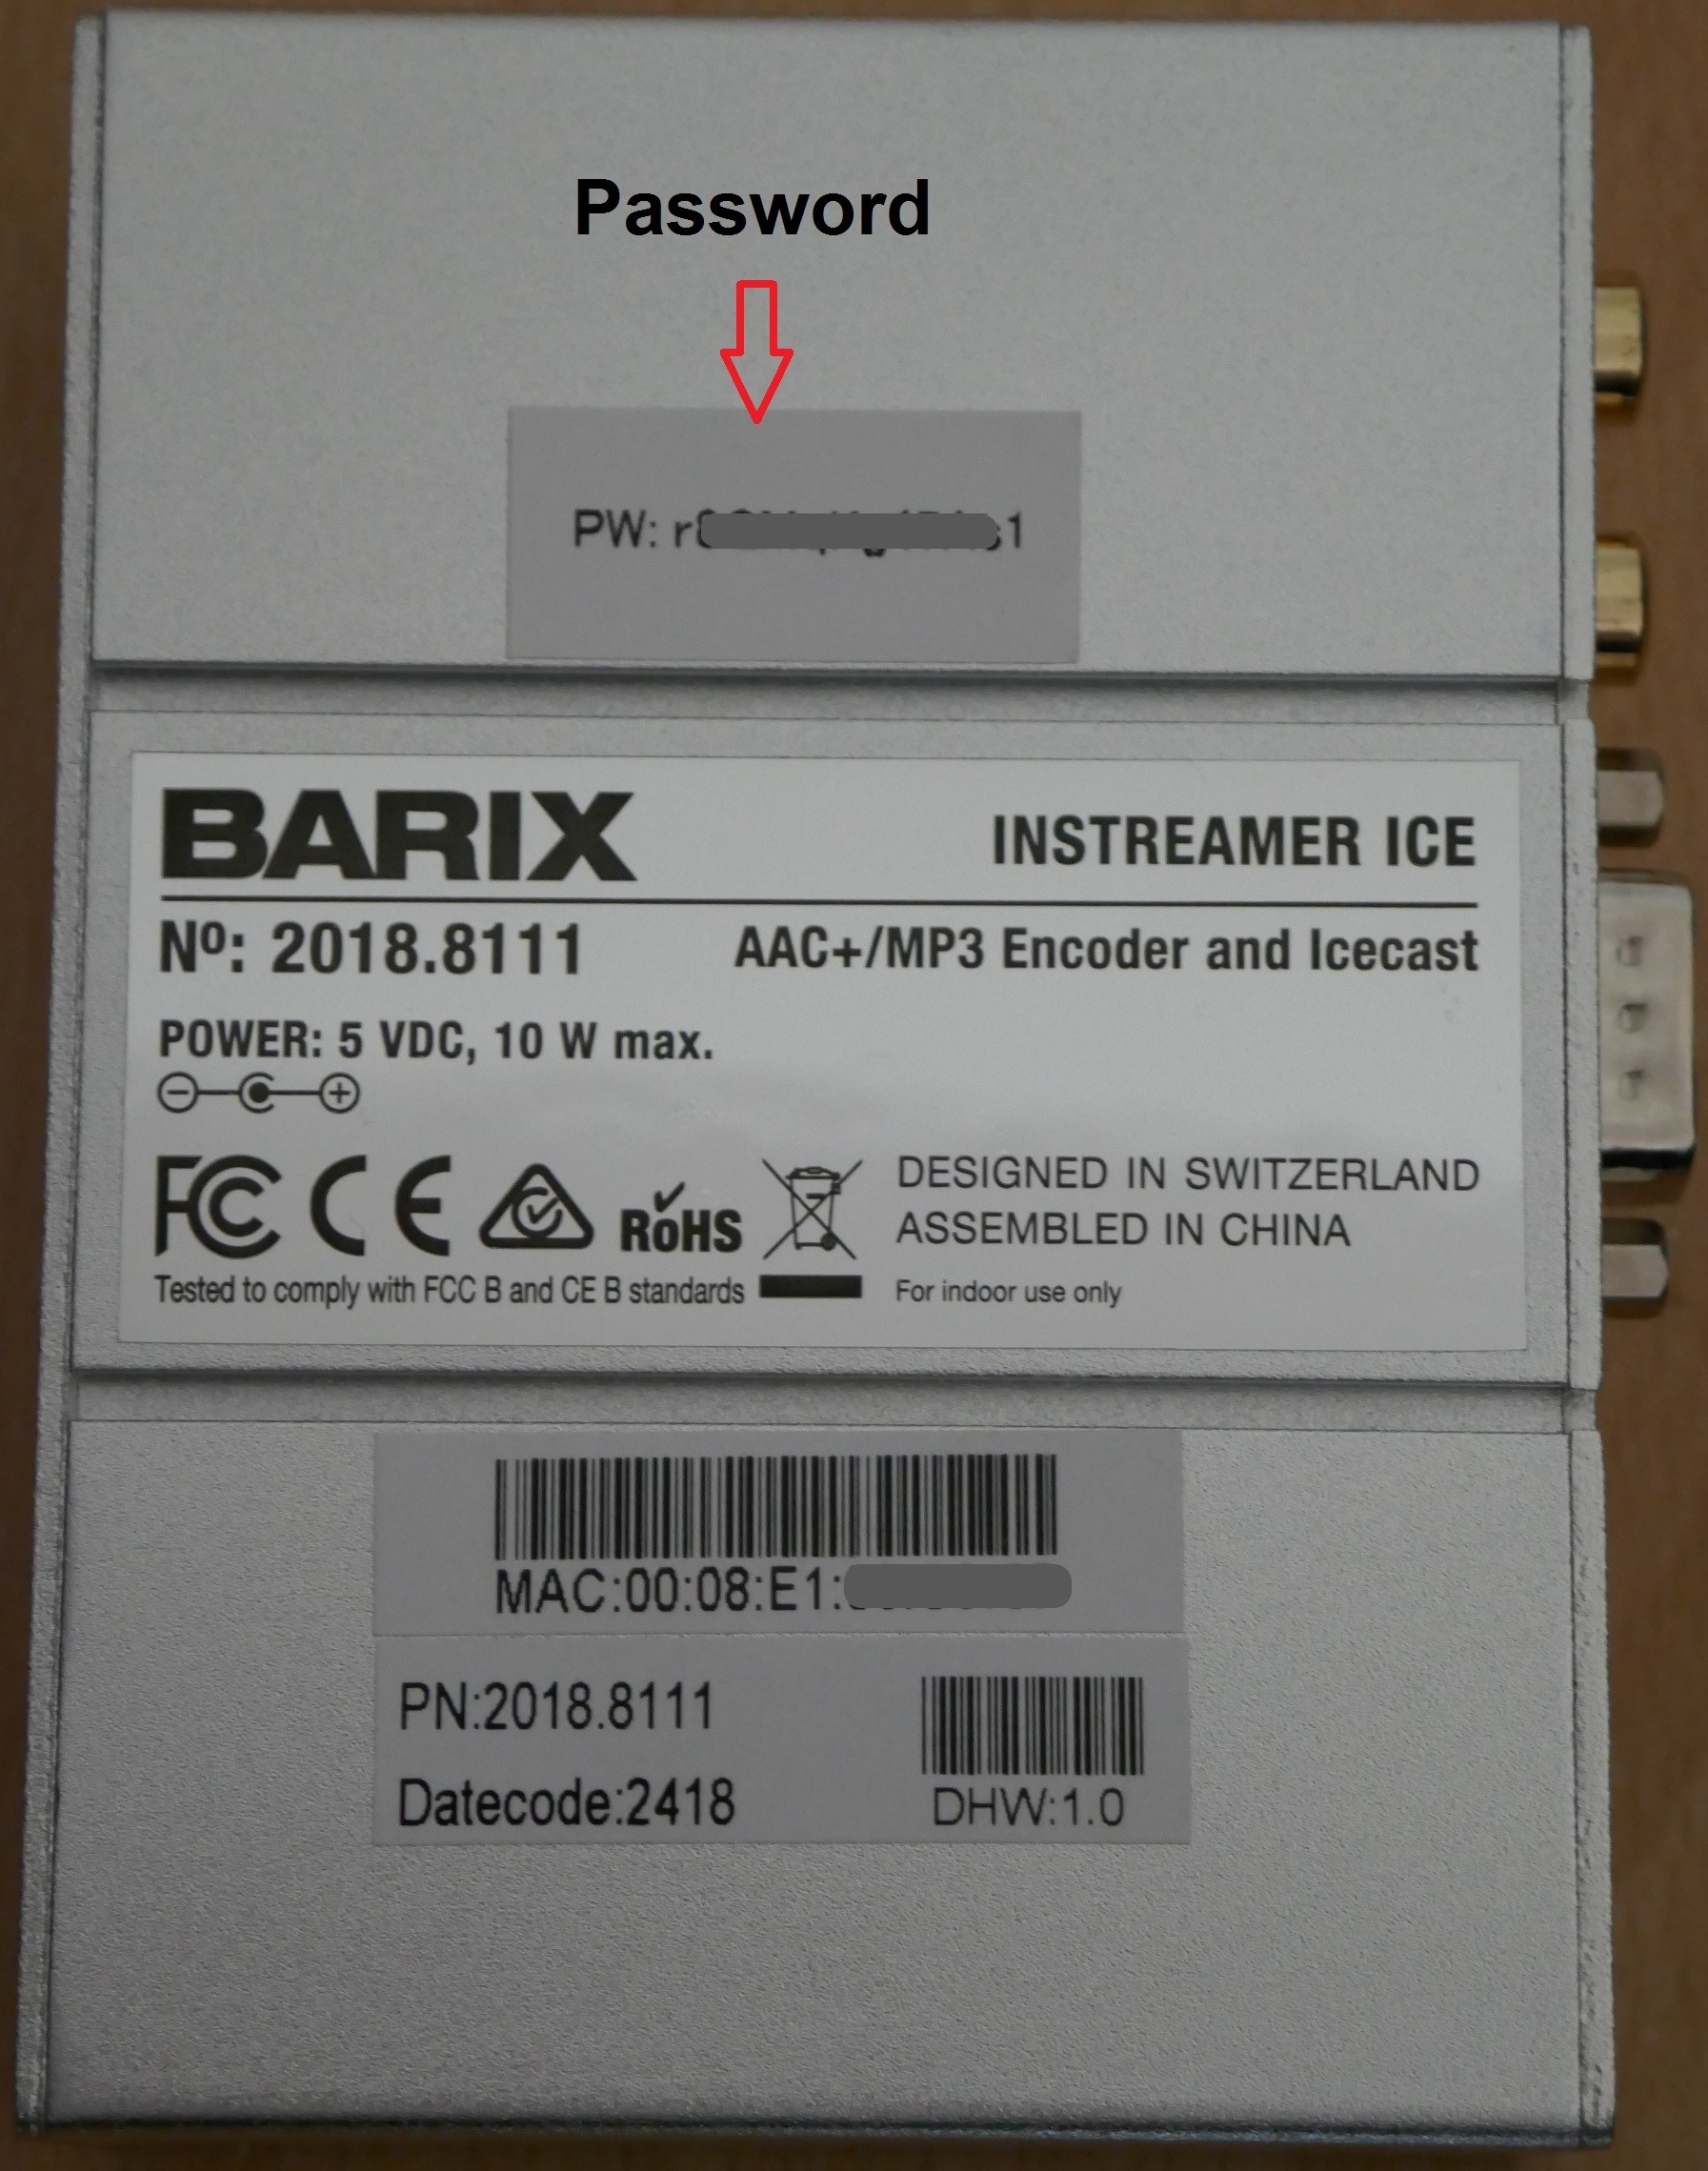 Password
PW:
BARIX
INSTREAMER ICE
Nº: 2018.8111
AAC+/MP3 Encoder and Icecast
POWER: 5 VDC, 10 W max.
FC CE RoHS
DESIGNED IN SWITZERLAND
ASSEMBLED IN CHINA
Tested to comply with FCC B and CE B standards
For indoor use only
MAC:00:08:E1:
PN:2018.8111
Datecode:2418
DHW:1.0